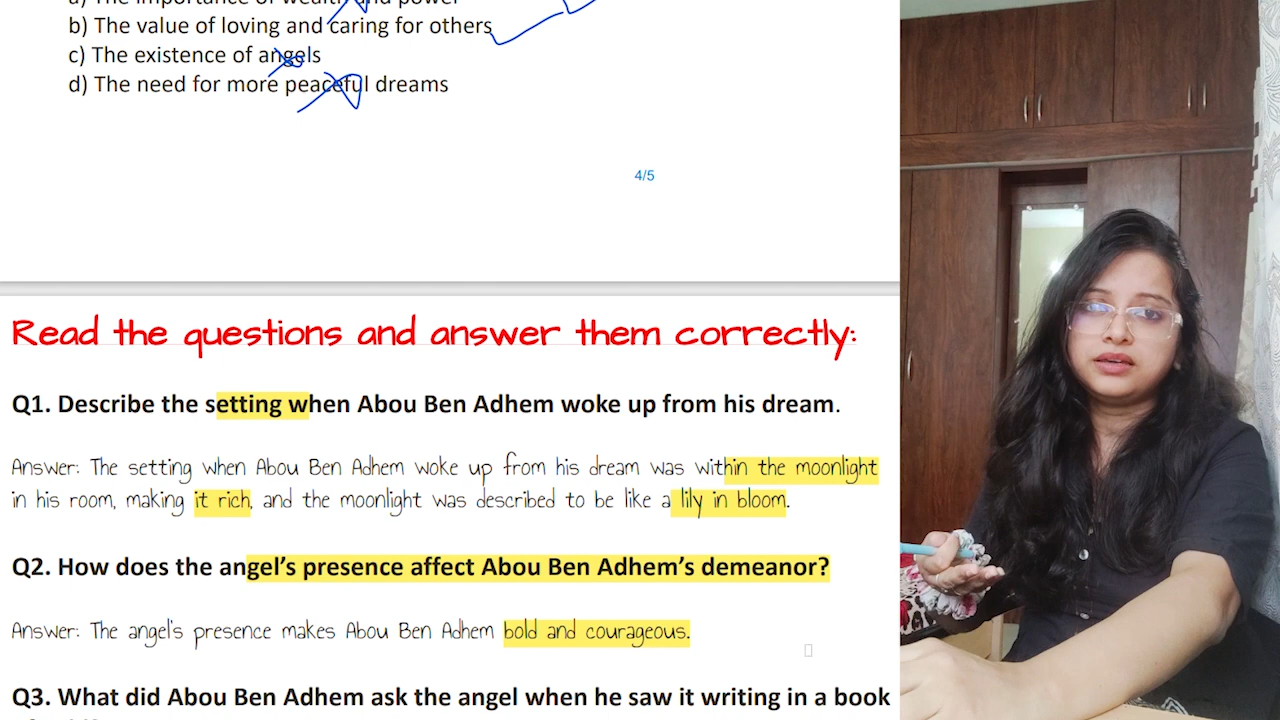 a) The importance of wealth and power
b) The value of loving and caring for others
c) The existence of angels
d) The need for more peaceful dreams
4/5
Read the questions and answer them correctly:
Q1. Describe the setting when Abou Ben Adhem woke up from his dream.
Answer: The setting when Abou Ben Adhem woke up from his dream was within the moonlight
in his room, making it rich, and the moonlight was described to be like a lily in bloom.
Q2. How does the angel's presence affect Abou Ben Adhem's demeanor?
Answer: The angel's presence makes Abou Ben Adhem bold and courageous.
Q3. What did Abou Ben Adhem ask the angel when he saw it writing in a book